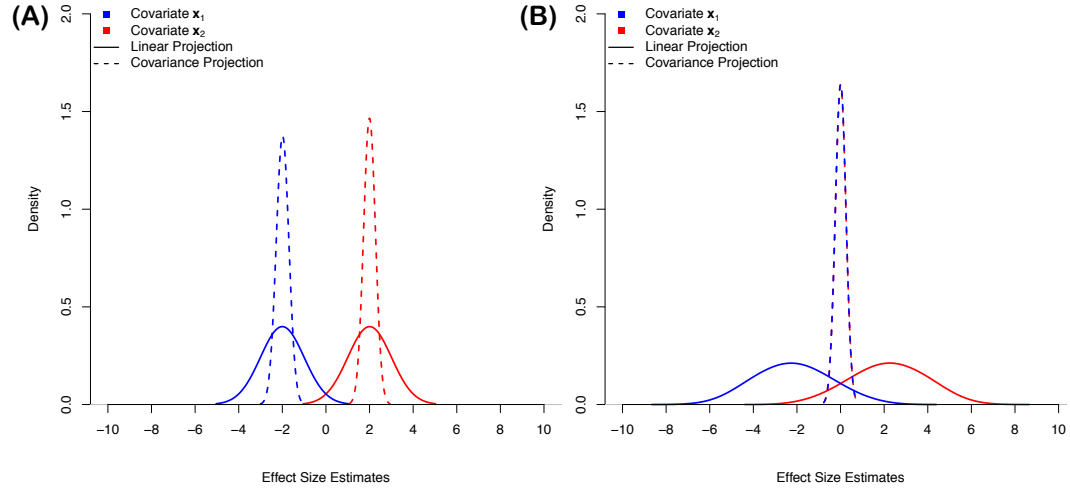 (A)
Covariate x₁
Covariate x₂
Linear Projection
Covariance Projection
Density
2.0
1.5
1.0
0.5
0.0
−10 −8 −6 −4 −2 0 2 4 6 8 10
Effect Size Estimates
(B)
Covariate x₁
Covariate x₂
Linear Projection
Covariance Projection
Density
2.0
1.5
1.0
0.5
0.0
−10 −8 −6 −4 −2 0 2 4 6 8 10
Effect Size Estimates